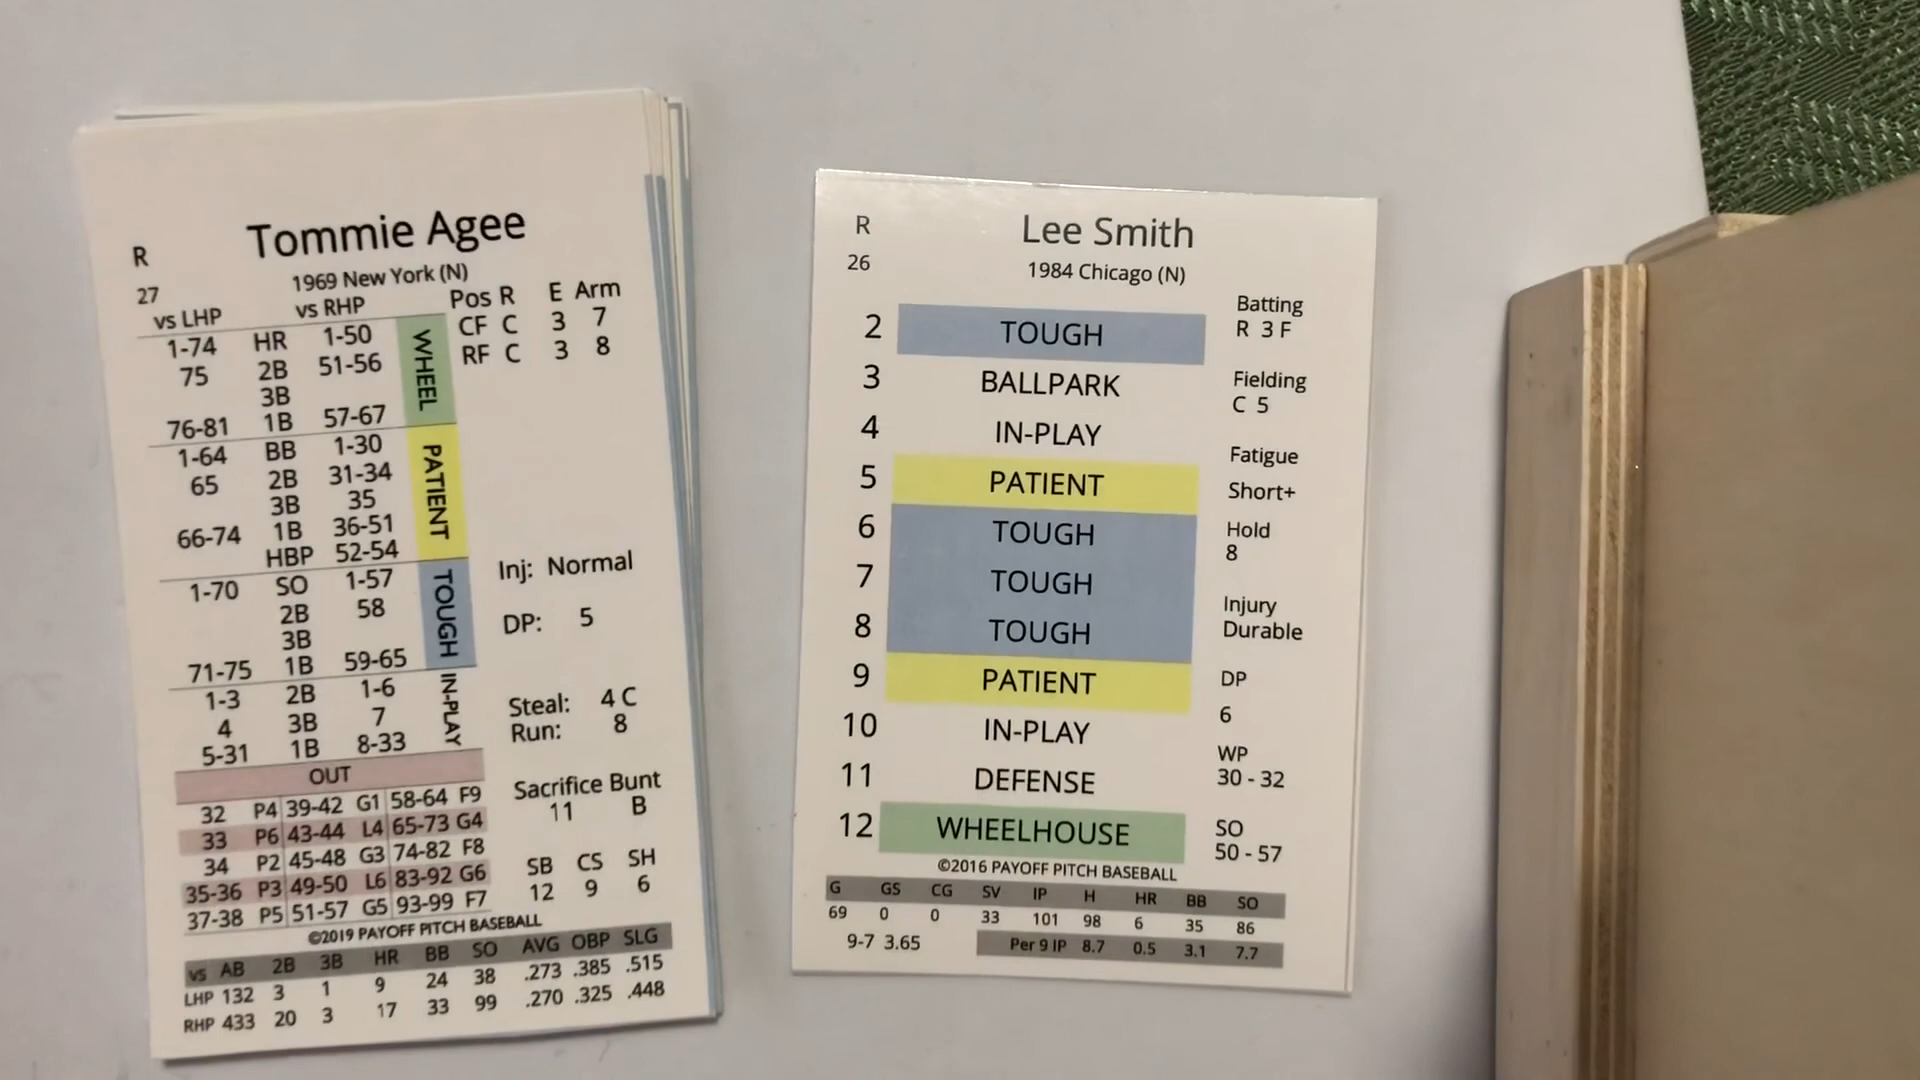 R
Tommie Agee
27
1969 New York (N)
vs LHP vs RHP Pos R E Arm
1-74 HR 1-50 CF C 3 7
75 2B 51-56 RF C 3 8
3B
76-81 1B 57-67
WHEEL
1-64 BB 1-30
65 2B 31-34
3B 35
66-74 1B 36-51
HBP 52-54
PATIENT
Inj: Normal
1-70 SO 1-57
2B 58
DP: 5
3B
71-75 1B 59-65
TOUGH
1-3 2B 1-6
4 3B 7
5-31 1B 8-33
IN-PLAY
Steal: 4 C
Run: 8
OUT
32 P4 39-42 G1 58-64 F9
33 P6 43-44 L4 65-73 G4
34 P2 45-48 G3 74-82 F8
35-36 P3 49-50 L6 83-92 G6
37-38 P5 51-57 G5 93-99 F7
Sacrifice Bunt
11 B
SB CS SH
12 9 6
©2019 PAYOFF PITCH BASEBALL
vs AB 2B 3B HR BB SO AVG OBP SLG
LHP 132 3 1 9 24 38 .273 .385 .515
RHP 433 20 3 17 33 99 .270 .325 .448
R
Lee Smith
26
1984 Chicago (N)
2 TOUGH
3 BALLPARK
4 IN-PLAY
5 PATIENT
6 TOUGH
7 TOUGH
8 TOUGH
9 PATIENT
10 IN-PLAY
11 DEFENSE
12 WHEELHOUSE
Batting
R 3 F
Fielding
C 5
Fatigue
Short+
Hold
8
Injury
Durable
DP
6
WP
30 - 32
SO
50 - 57
©2016 PAYOFF PITCH BASEBALL
G GS CG SV IP H HR BB SO
69 0 0 33 101 98 6 35 86
9-7 3.65 Per 9 IP 8.7 0.5 3.1 7.7